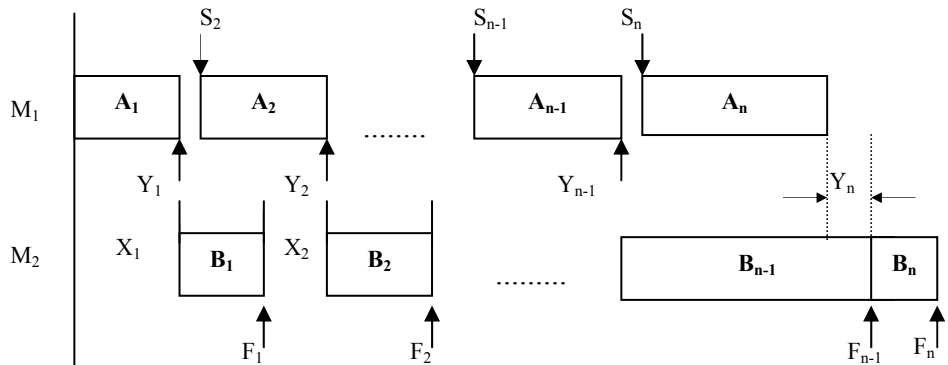 S₂ Sₙ₋₁ Sₙ
M₁ A₁ A₂ Aₙ₋₁ Aₙ
........
Y₁ Y₂ Yₙ₋₁ Yₙ
M₂ X₁ B₁ X₂ B₂ Bₙ₋₁ Bₙ
.........
F₁ F₂ Fₙ₋₁ Fₙ